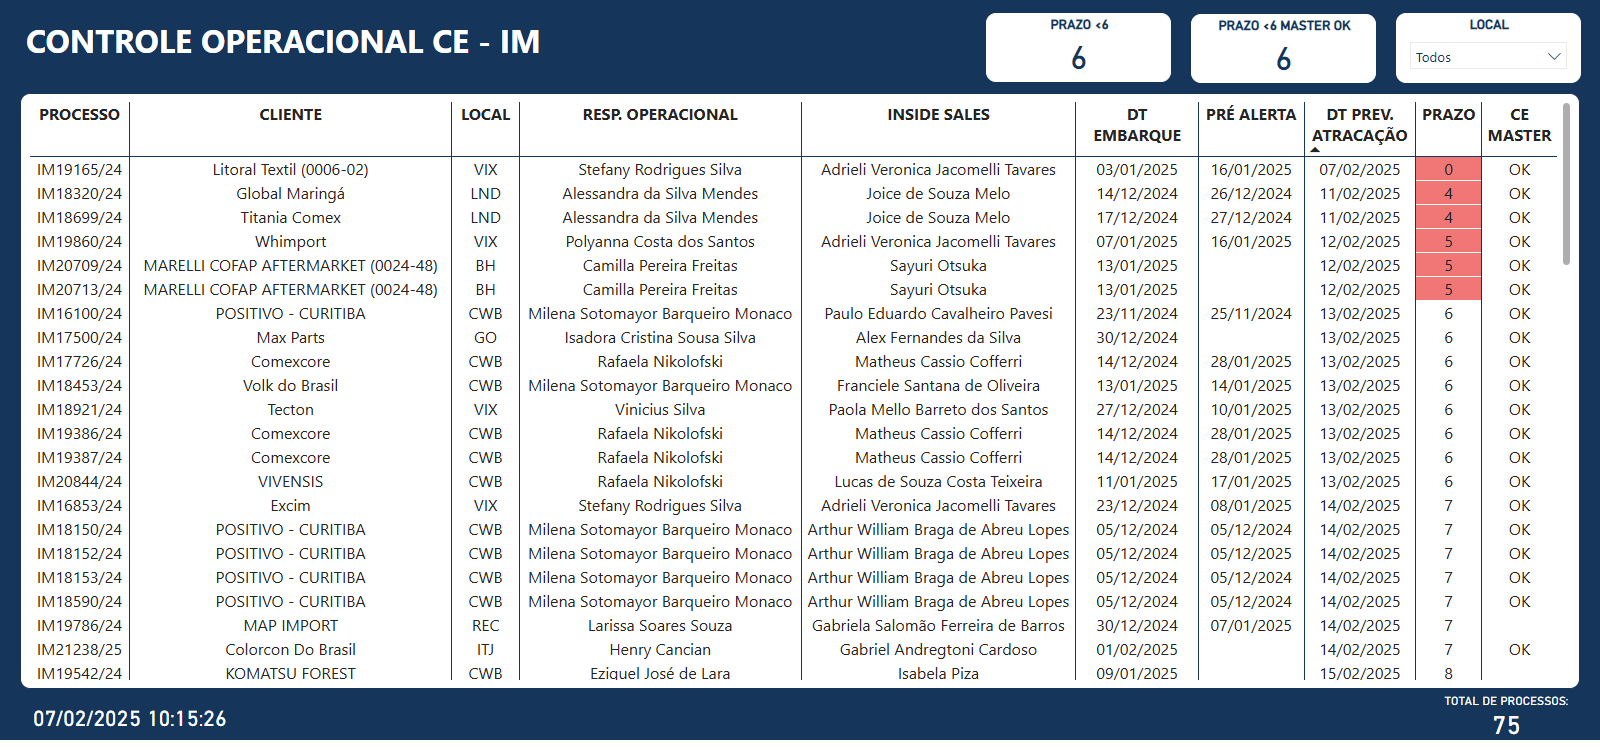 CONTROLE OPERACIONAL CE - IM
PRAZO <6
6
PRAZO <6 MASTER OK
6
LOCAL
Todos
PROCESSO CLIENTE LOCAL RESP. OPERACIONAL INSIDE SALES DT EMBARQUE PRÉ ALERTA DT PREV. ATRACAÇÃO PRAZO CE MASTER
IM19165/24 Litoral Textil (0006-02) VIX Stefany Rodrigues Silva Adrieli Veronica Jacomelli Tavares 03/01/2025 16/01/2025 07/02/2025 0 OK
IM18320/24 Global Maringá LND Alessandra da Silva Mendes Joice de Souza Melo 14/12/2024 26/12/2024 11/02/2025 4 OK
IM18699/24 Titania Comex LND Alessandra da Silva Mendes Joice de Souza Melo 17/12/2024 27/12/2024 11/02/2025 4 OK
IM19860/24 Whimport VIX Polyanna Costa dos Santos Adrieli Veronica Jacomelli Tavares 07/01/2025 16/01/2025 12/02/2025 5 OK
IM20709/24 MARELLI COFAP AFTERMARKET (0024-48) BH Camilla Pereira Freitas Sayuri Otsuka 13/01/2025 12/02/2025 5 OK
IM20713/24 MARELLI COFAP AFTERMARKET (0024-48) BH Camilla Pereira Freitas Sayuri Otsuka 13/01/2025 12/02/2025 5 OK
IM16100/24 POSITIVO - CURITIBA CWB Milena Sotomayor Barqueiro Monaco Paulo Eduardo Cavalheiro Pavesi 23/11/2024 25/11/2024 13/02/2025 6 OK
IM17500/24 Max Parts GO Isadora Cristina Sousa Silva Alex Fernandes da Silva 30/12/2024 13/02/2025 6 OK
IM17726/24 Comexcore CWB Rafaela Nikolofski Matheus Cassio Cofferri 14/12/2024 28/01/2025 13/02/2025 6 OK
IM18453/24 Volk do Brasil CWB Milena Sotomayor Barqueiro Monaco Franciele Santana de Oliveira 13/01/2025 14/01/2025 13/02/2025 6 OK
IM18921/24 Tecton VIX Vinicius Silva Paola Mello Barreto dos Santos 27/12/2024 10/01/2025 13/02/2025 6 OK
IM19386/24 Comexcore CWB Rafaela Nikolofski Matheus Cassio Cofferri 14/12/2024 28/01/2025 13/02/2025 6 OK
IM19387/24 Comexcore CWB Rafaela Nikolofski Matheus Cassio Cofferri 14/12/2024 28/01/2025 13/02/2025 6 OK
IM20844/24 VIVENSIS CWB Rafaela Nikolofski Lucas de Souza Costa Teixeira 11/01/2025 17/01/2025 13/02/2025 6 OK
IM16853/24 Excim VIX Stefany Rodrigues Silva Adrieli Veronica Jacomelli Tavares 23/12/2024 08/01/2025 14/02/2025 7 OK
IM18150/24 POSITIVO - CURITIBA CWB Milena Sotomayor Barqueiro Monaco Arthur William Braga de Abreu Lopes 05/12/2024 05/12/2024 14/02/2025 7 OK
IM18152/24 POSITIVO - CURITIBA CWB Milena Sotomayor Barqueiro Monaco Arthur William Braga de Abreu Lopes 05/12/2024 05/12/2025 14/02/2025 7 OK
IM18153/24 POSITIVO - CURITIBA CWB Milena Sotomayor Barqueiro Monaco Arthur William Braga de Abreu Lopes 05/12/2024 05/12/2024 14/02/2025 7 OK
IM18590/24 POSITIVO - CURITIBA CWB Milena Sotomayor Barqueiro Monaco Arthur William Braga de Abreu Lopes 05/12/2024 05/12/2024 14/02/2025 7 OK
IM19786/24 MAP IMPORT REC Larissa Soares Souza Gabriela Salomão Ferreira de Barros 30/12/2024 07/01/2025 14/02/2025 7
IM21238/25 Colorcon Do Brasil ITJ Henry Cancian Gabriel Andregtoni Cardoso 01/02/2025 14/02/2025 7 OK
IM19542/24 KOMATSU FOREST CWB Eziquel José de Lara Isabela Piza 09/01/2025 15/02/2025 8
07/02/2025 10:15:26
TOTAL DE PROCESSOS:
75